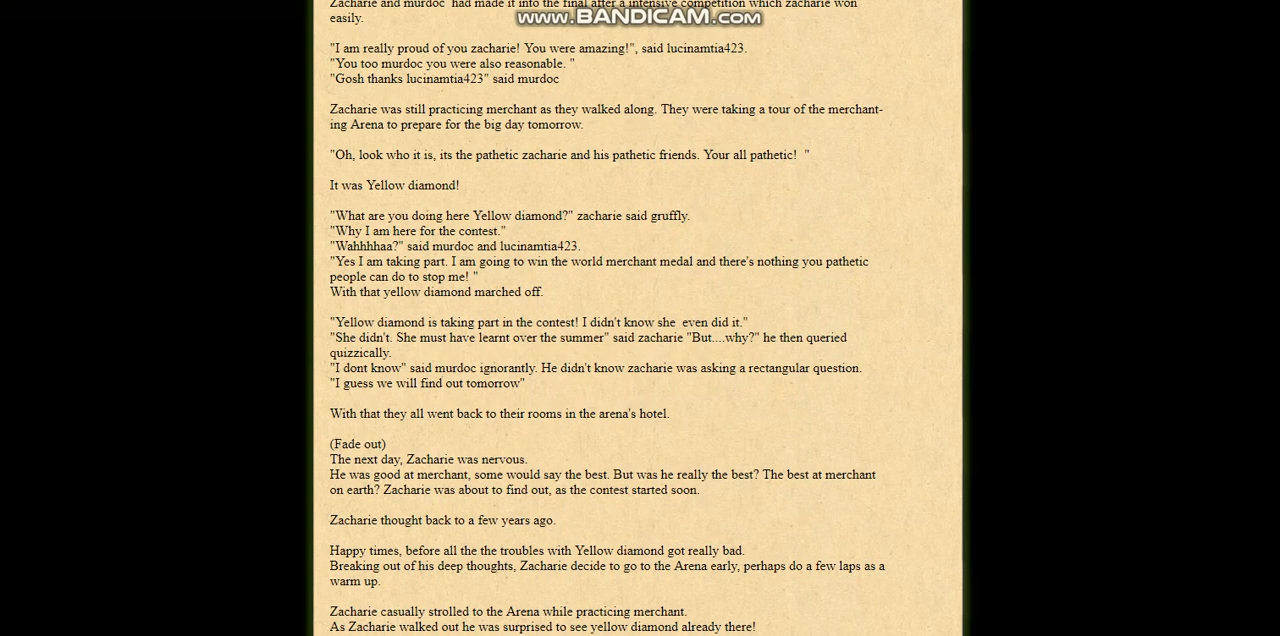 Zacharie and murdoc had made it into the final after a intensive competition which zacharie won
www.BANDICAM.com
easily.
"I am really proud of you zacharie! You were amazing!", said lucinamtia423.
"You too murdoc you were also reasonable. "
"Gosh thanks lucinamtia423" said murdoc
Zacharie was still practicing merchant as they walked along. They were taking a tour of the merchant-
ing Arena to prepare for the big day tomorrow.
"Oh, look who it is, its the pathetic zacharie and his pathetic friends. Your all pathetic! "
It was Yellow diamond!
"What are you doing here Yellow diamond?" zacharie said gruffly.
"Why I am here for the contest."
"Wahhhhaa?" said murdoc and lucinamtia423.
"Yes I am taking part. I am going to win the world merchant medal and there's nothing you pathetic
people can do to stop me! "
With that yellow diamond marched off.
"Yellow diamond is taking part in the contest! I didn't know she even did it."
"She didn't. She must have learnt over the summer" said zacharie "But....why?" he then queried
quizzically.
"I dont know" said murdoc ignorantly. He didn't know zacharie was asking a rectangular question.
"I guess we will find out tomorrow"
With that they all went back to their rooms in the arena's hotel.
(Fade out)
The next day, Zacharie was nervous.
He was good at merchant, some would say the best. But was he really the best? The best at merchant
on earth? Zacharie was about to find out, as the contest started soon.
Zacharie thought back to a few years ago.
Happy times, before all the the troubles with Yellow diamond got really bad.
Breaking out of his deep thoughts, Zacharie decide to go to the Arena early, perhaps do a few laps as a
warm up.
Zacharie casually strolled to the Arena while practicing merchant.
As Zacharie walked out he was surprised to see yellow diamond already there!